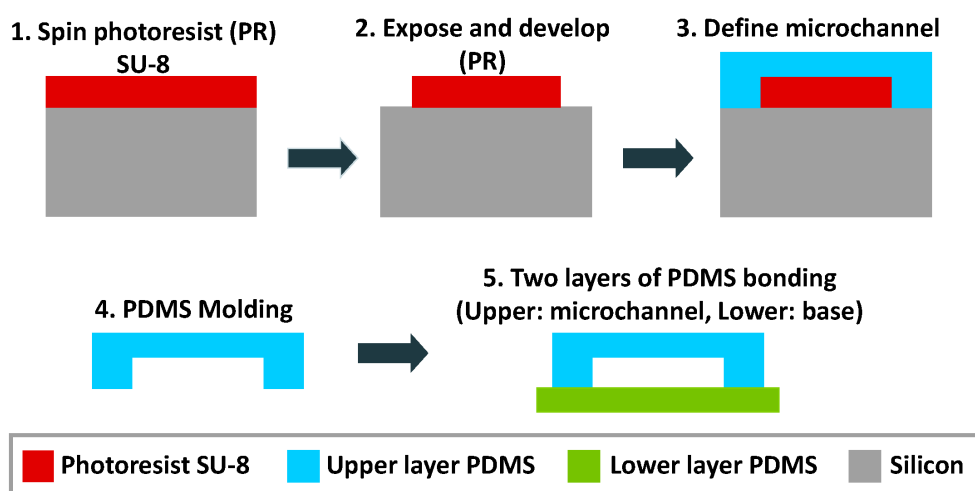 1. Spin photoresist (PR)
SU-8
2. Expose and develop
(PR)
3. Define microchannel
4. PDMS Molding
5. Two layers of PDMS bonding
(Upper: microchannel, Lower: base)
Photoresist SU-8
Upper layer PDMS
Lower layer PDMS
Silicon